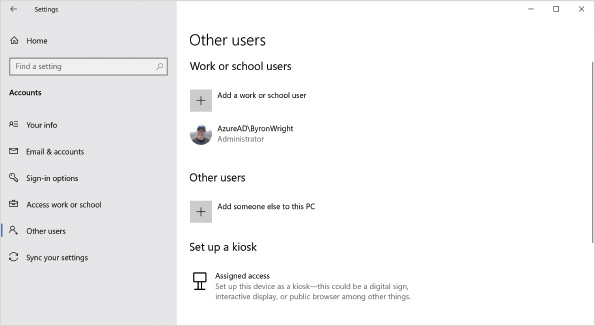 Settings
Home
Find a setting
Accounts
Your info
Email & accounts
Sign-in options
Access work or school
Other users
Sync your settings
Other users
Work or school users
Add a work or school user
AzureAD\ByronWright
Administrator
Other users
Add someone else to this PC
Set up a kiosk
Assigned access
Set up this device as a kiosk—this could be a digital sign,
interactive display, or public browser among other things.